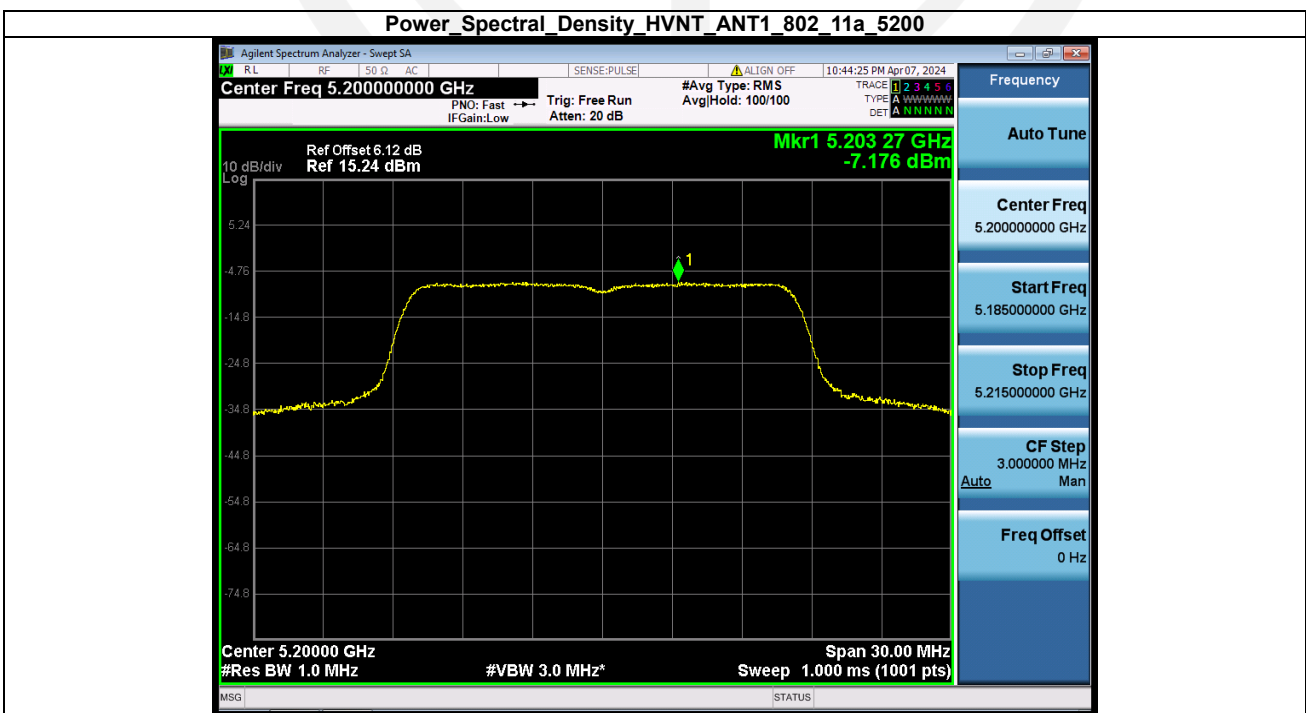 Power_Spectral_Density_HVNT_ANT1_802_11a_5200
Agilent Spectrum Analyzer - Swept SA
LXI RL RF 50 Ω AC SENSE:PULSE ALIGN OFF 10:44:25 PM Apr 07, 2024
Center Freq 5.200000000 GHz #Avg Type: RMS TRACE 1 2 3 4 5 6
PNO: Fast Trig: Free Run Avg|Hold: 100/100 TYPE A WWWWW
IFGain:Low Atten: 20 dB DET A N N N N N
Mkr1 5.203 27 GHz
-7.176 dBm
Ref Offset 6.12 dB
10 dB/div Ref 15.24 dBm
Log
5.24
1
-4.76
-14.8
-24.8
-34.8
-44.8
-54.8
-64.8
-74.8
Center 5.20000 GHz Span 30.00 MHz
#Res BW 1.0 MHz #VBW 3.0 MHz* Sweep 1.000 ms (1001 pts)
MSG STATUS
Frequency
Auto Tune
Center Freq
5.200000000 GHz
Start Freq
5.185000000 GHz
Stop Freq
5.215000000 GHz
CF Step
3.000000 MHz
Auto Man
Freq Offset
0 Hz